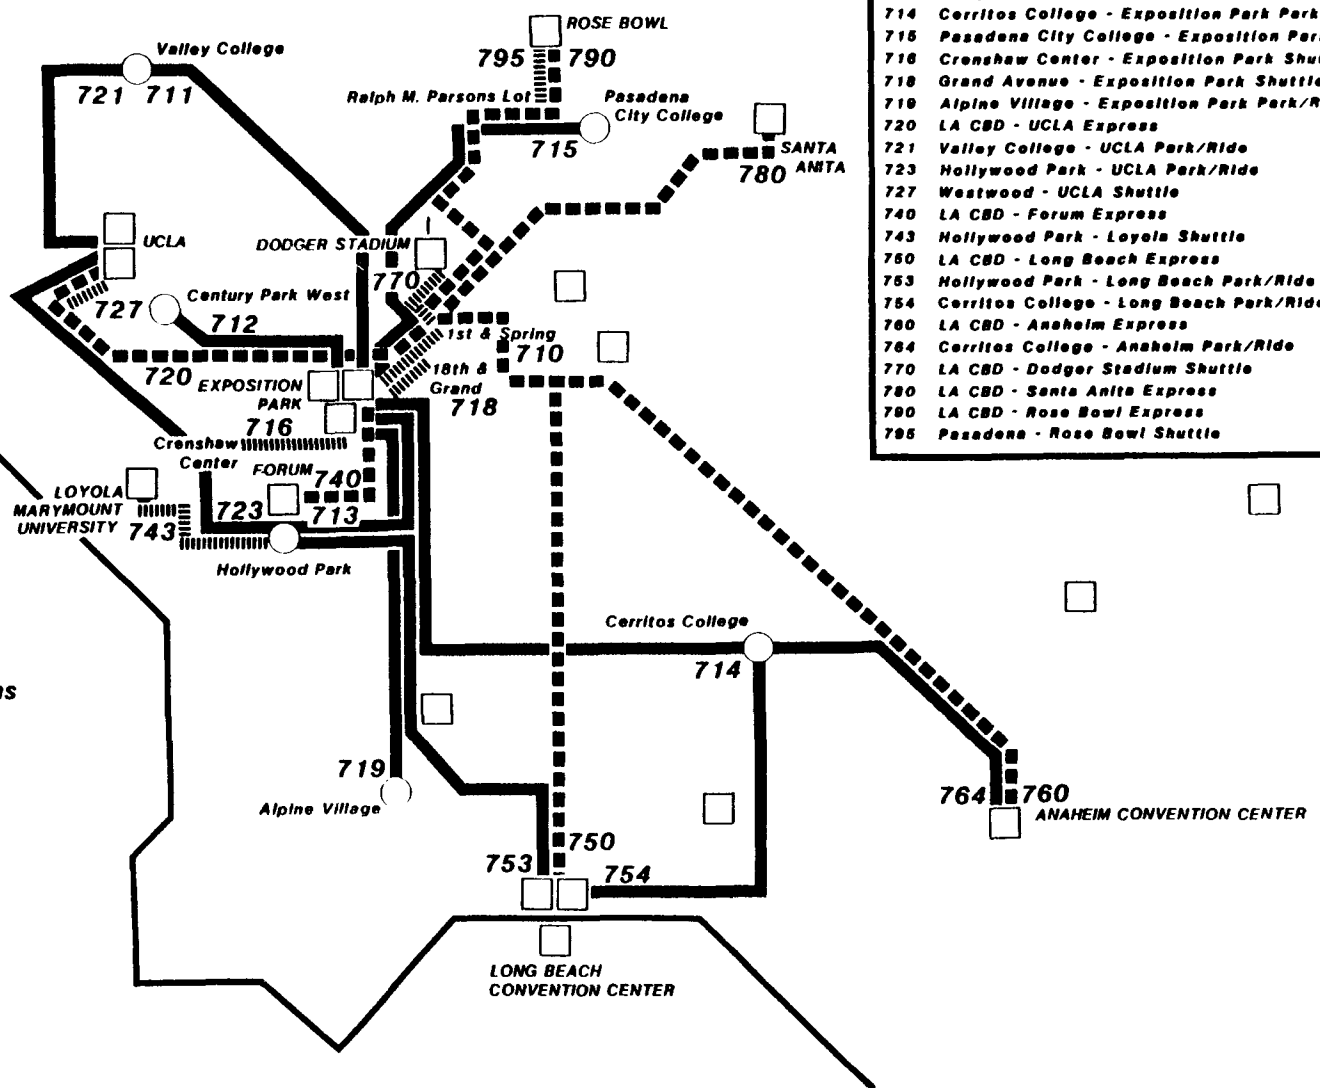 ROSE BOWL
Valley College
795 790
721 711
Ralph M. Parsons Lot
Pasadena
City College
715
SANTA
ANITA
780
UCLA
DODGER STADIUM
770
727
Century Park West
712
1st & Spring
710
720
18th &
Grand
718
EXPOSITION
PARK
716
Crenshaw
Center
FORUM
740
LOYOLA
MARYMOUNT
UNIVERSITY
743
723
713
Hollywood Park
Cerritos College
714
719
Alpine Village
764 760
ANAHEIM CONVENTION CENTER
750
753
754
LONG BEACH
CONVENTION CENTER
714 Cerritos College - Exposition Park Park
715 Pasadena City College - Exposition Par
716 Crenshaw Center - Exposition Park Shu
718 Grand Avenue - Exposition Park Shuttle
719 Alpine Village - Exposition Park Park/R
720 LA CBD - UCLA Express
721 Valley College - UCLA Park/Ride
723 Hollywood Park - UCLA Park/Ride
727 Westwood - UCLA Shuttle
740 LA CBD - Forum Express
743 Hollywood Park - Loyola Shuttle
750 LA CBD - Long Beach Express
753 Hollywood Park - Long Beach Park/Ride
754 Cerritos College - Long Beach Park/Ride
760 LA CBD - Anaheim Express
764 Cerritos College - Anaheim Park/Ride
770 LA CBD - Dodger Stadium Shuttle
780 LA CBD - Santa Anita Express
790 LA CBD - Rose Bowl Express
795 Pasadena - Rose Bowl Shuttle